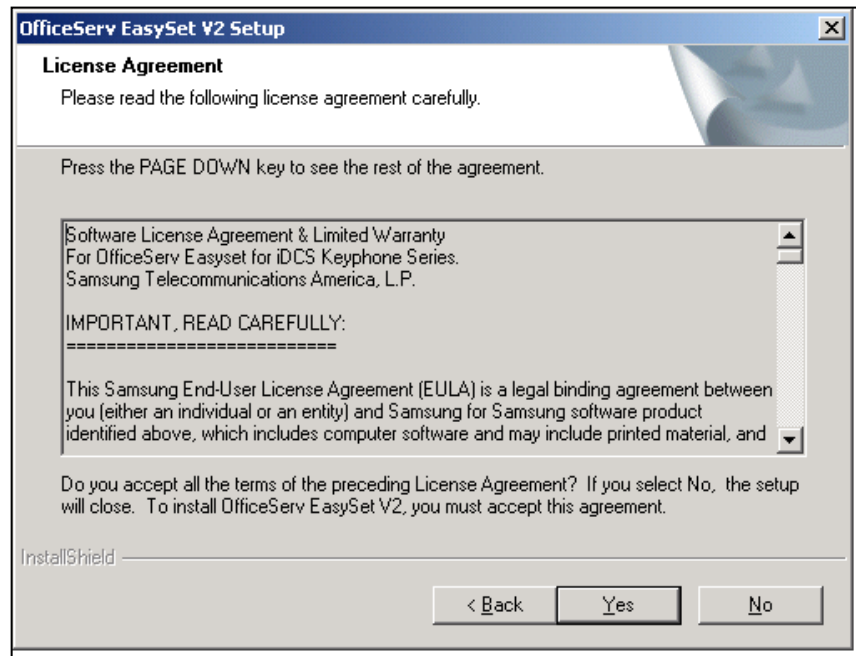 OfficeServ EasySet V2 Setup
License Agreement
Please read the following license agreement carefully.
Press the PAGE DOWN key to see the rest of the agreement.
Software License Agreement & Limited Warranty
For OfficeServ Easyset for iDCS Keyphone Series.
Samsung Telecommunications America, L.P.
IMPORTANT, READ CAREFULLY:
===========================
This Samsung End-User License Agreement (EULA) is a legal binding agreement between
you (either an individual or an entity) and Samsung for Samsung software product
identified above, which includes computer software and may include printed material, and
Do you accept all the terms of the preceding License Agreement? If you select No, the setup
will close. To install OfficeServ EasySet V2, you must accept this agreement.
InstallShield
< Back
Yes
No